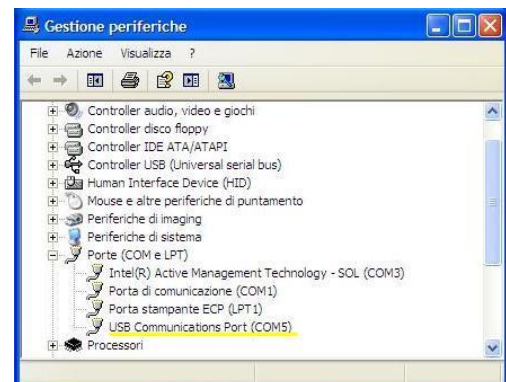 Gestione periferiche
File Azione Visualizza ?
Controller audio, video e giochi
Controller disco floppy
Controller IDE ATA/ATAPI
Controller USB (Universal serial bus)
Human Interface Device (HID)
Mouse e altre periferiche di puntamento
Periferiche di imaging
Periferiche di sistema
Porte (COM e LPT)
Intel(R) Active Management Technology - SOL (COM3)
Porta di comunicazione (COM1)
Porta stampante ECP (LPT1)
USB Communications Port (COM5)
Processori